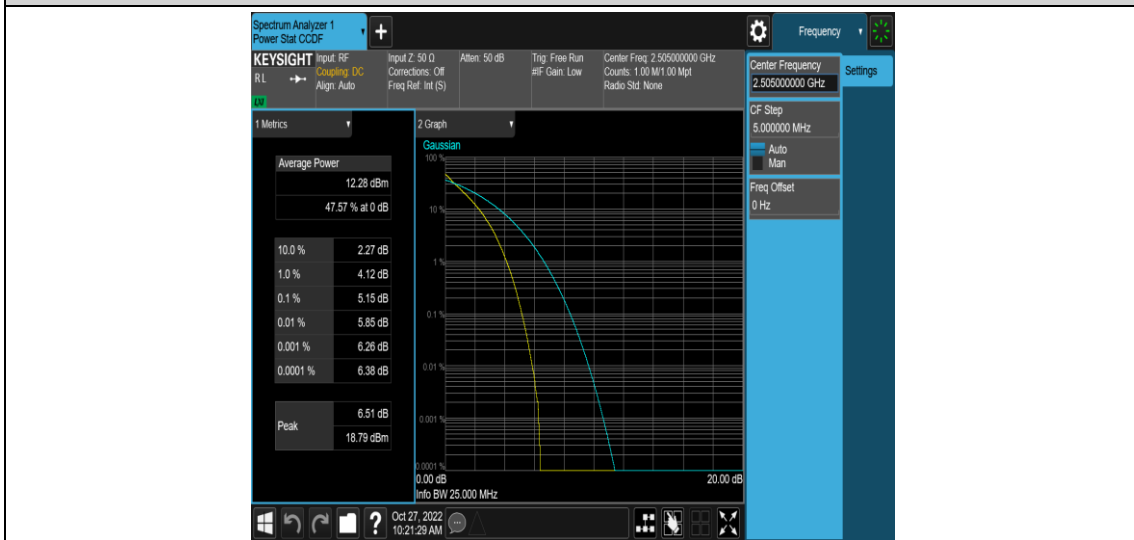 Spectrum Analyzer 1
Power Stat CCDF
+
Frequency
KEYSIGHT
RL
LXI
Input: RF
Coupling: DC
Align: Auto
Input Z: 50 Ω
Corrections: Off
Freq Ref: Int (S)
Atten: 50 dB
Trig: Free Run
#IF Gain: Low
Center Freq: 2.505000000 GHz
Counts: 1.00 M/1.00 Mpt
Radio Std: None
Center Frequency
2.505000000 GHz
Settings
CF Step
5.000000 MHz
Auto
Man
Freq Offset
0 Hz
1 Metrics
Average Power
12.28 dBm
47.57 % at 0 dB
10.0 % 2.27 dB
1.0 % 4.12 dB
0.1 % 5.15 dB
0.01 % 5.85 dB
0.001 % 6.26 dB
0.0001 % 6.38 dB
Peak
6.51 dB
18.79 dBm
2 Graph
Gaussian
100 %
10 %
1 %
0.1 %
0.01 %
0.001 %
0.0001 %
0.00 dB 20.00 dB
Info BW 25.000 MHz
?
Oct 27, 2022
10:21:29 AM